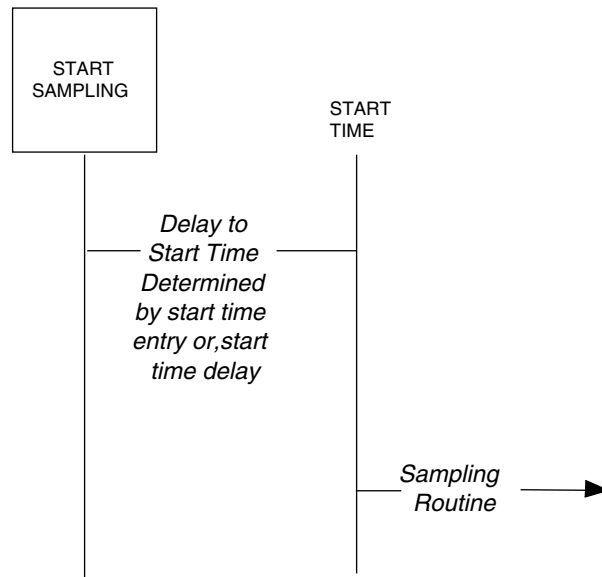 START
SAMPLING
START
TIME
Delay to
Start Time
Determined
by start time
entry or,start
time delay
Sampling
Routine